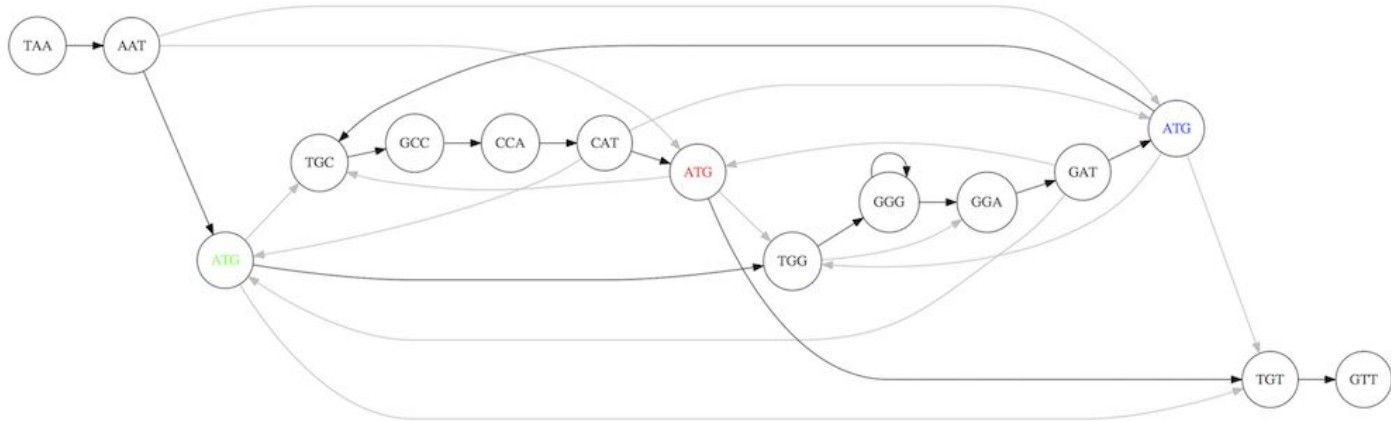 TAA
AAT
ATG
TGC
GCC
CCA
CAT
ATG
GGG
GGA
GAT
ATG
TGG
TGT
GTT